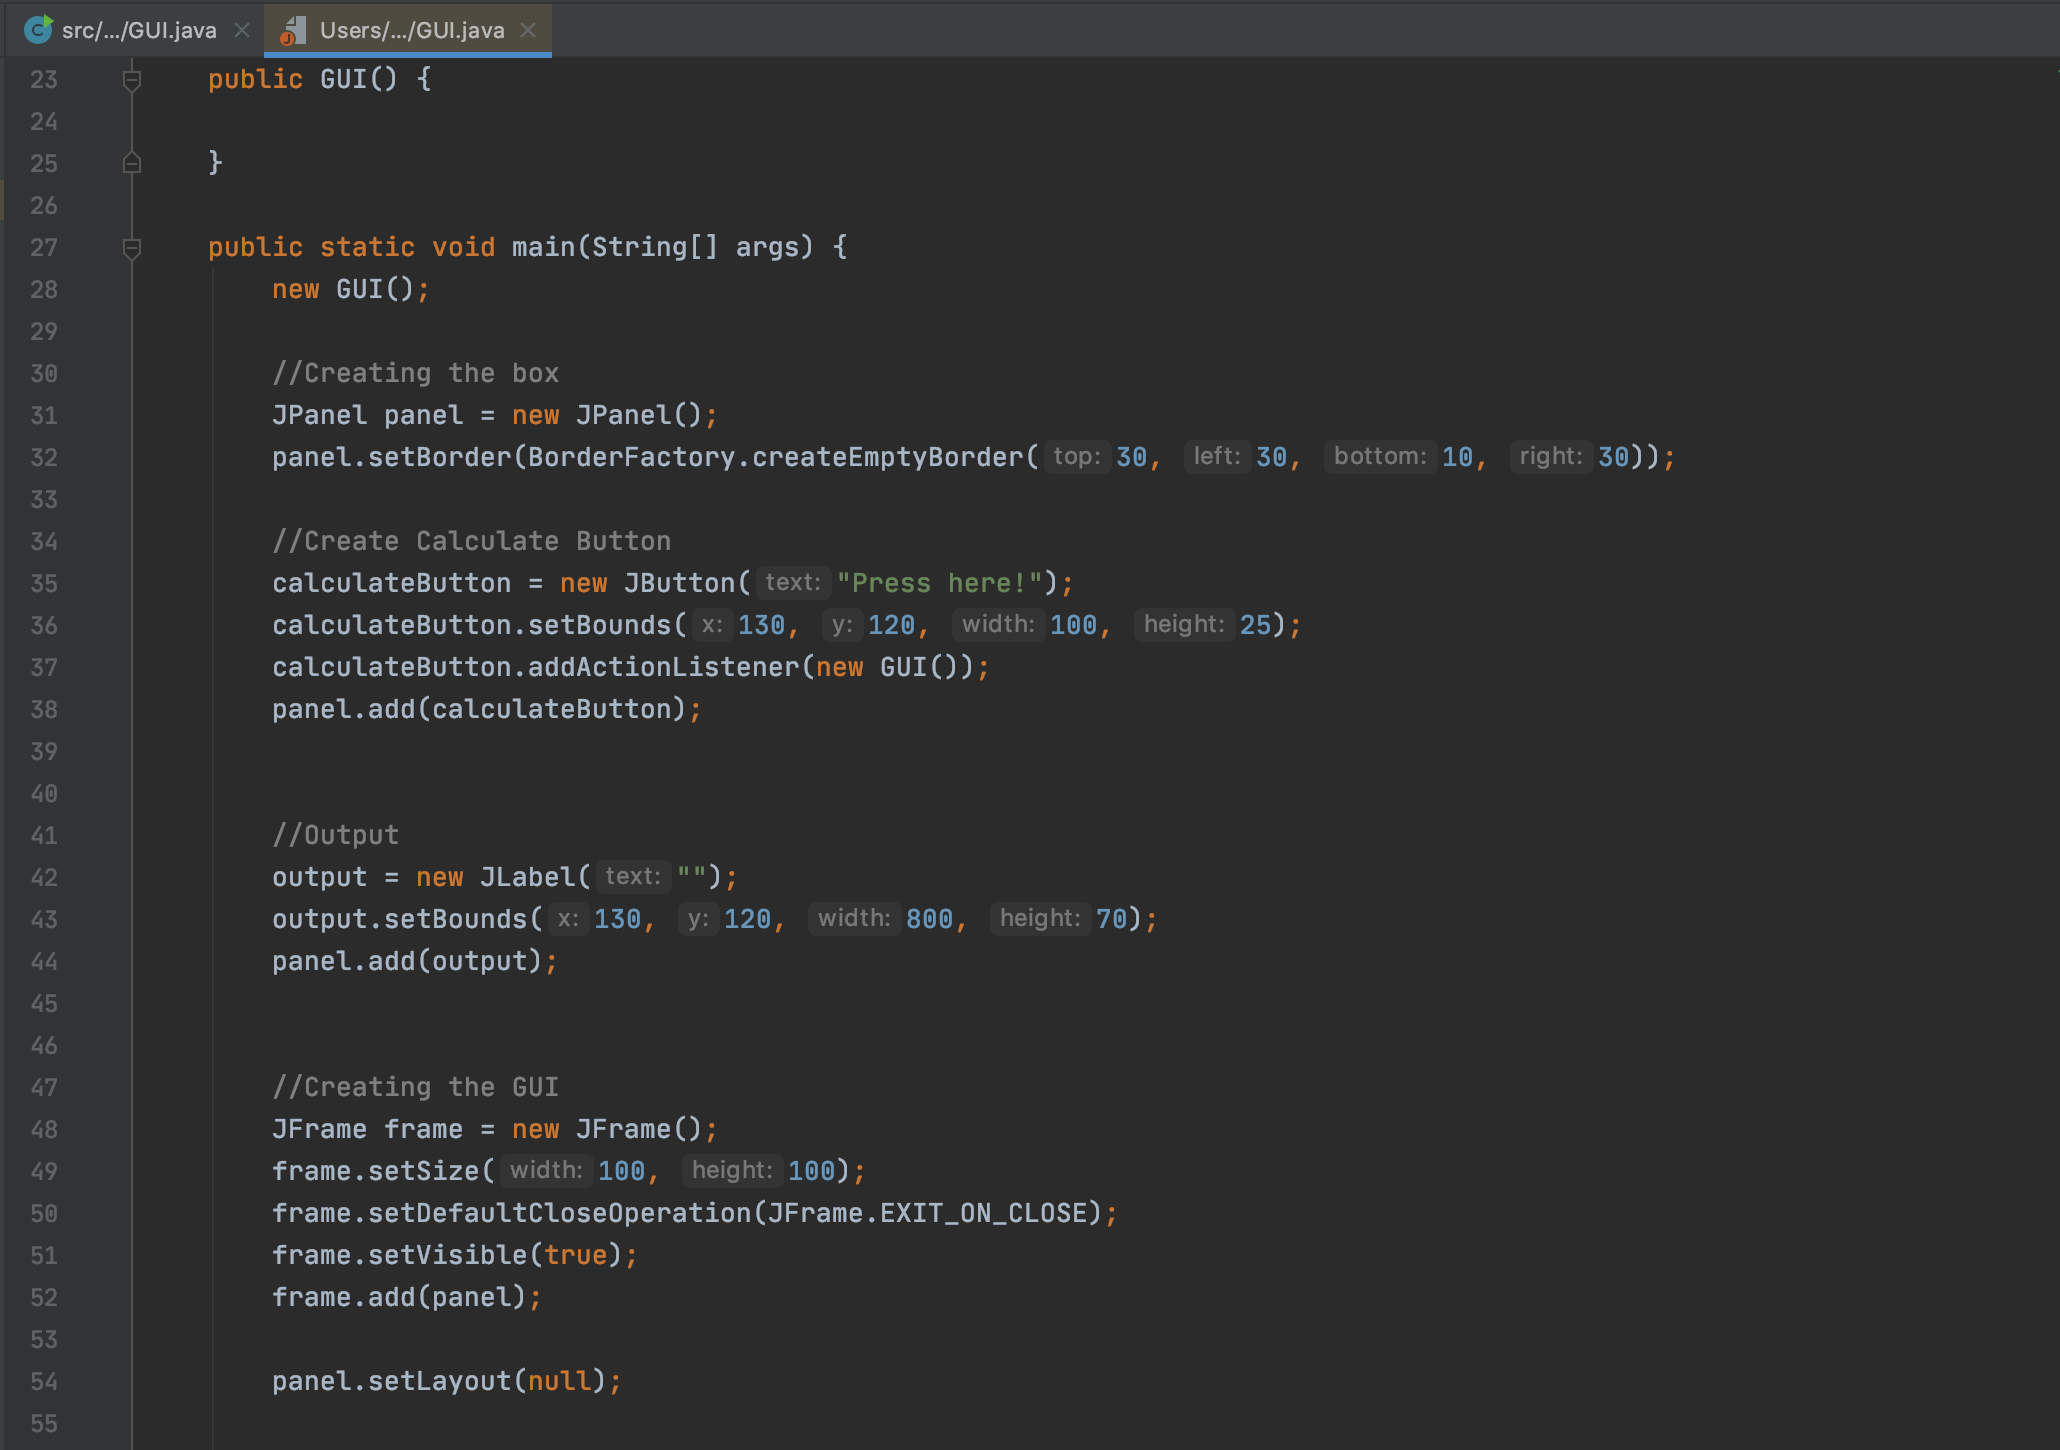 src/.../GUI.java Users/.../GUI.java
23 public GUI() {
24
25 }
26
27 public static void main(String[] args) {
28 new GUI();
29
30 //Creating the box
31 JPanel panel = new JPanel();
32 panel.setBorder(BorderFactory.createEmptyBorder( top: 30, left: 30, bottom: 10, right: 30));
33
34 //Create Calculate Button
35 calculateButton = new JButton( text: "Press here!");
36 calculateButton.setBounds( x: 130, y: 120, width: 100, height: 25);
37 calculateButton.addActionListener(new GUI());
38 panel.add(calculateButton);
39
40
41 //Output
42 output = new JLabel( text: "");
43 output.setBounds( x: 130, y: 120, width: 800, height: 70);
44 panel.add(output);
45
46
47 //Creating the GUI
48 JFrame frame = new JFrame();
49 frame.setSize( width: 100, height: 100);
50 frame.setDefaultCloseOperation(JFrame.EXIT_ON_CLOSE);
51 frame.setVisible(true);
52 frame.add(panel);
53
54 panel.setLayout(null);
55